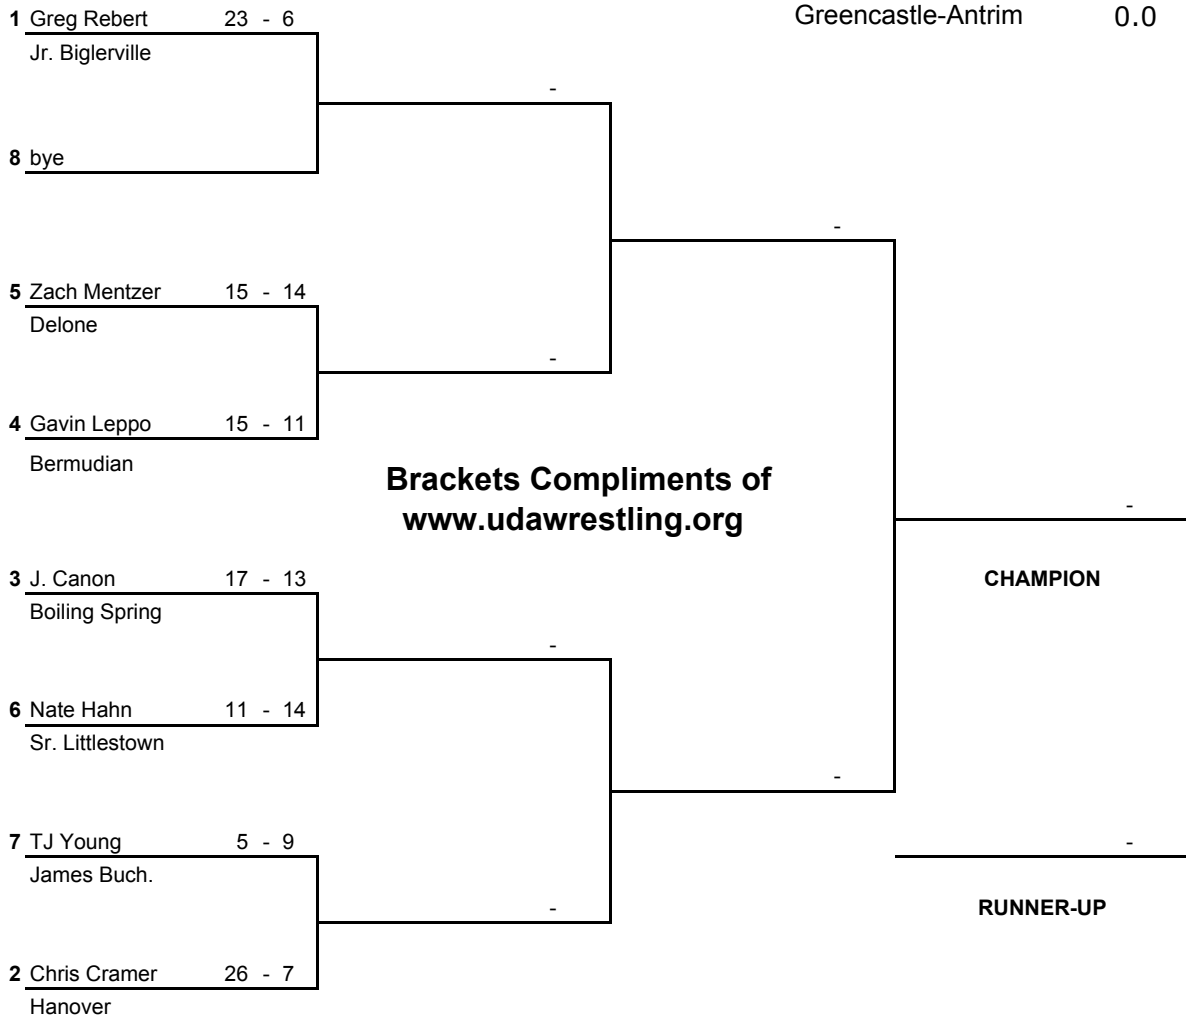 1 Greg Rebert 23 - 6
Greencastle-Antrim 0.0
Jr. Biglerville
-
8 bye
-
5 Zach Mentzer 15 - 14
Delone
-
4 Gavin Leppo 15 - 11
Bermudian
Brackets Compliments of
www.udawrestling.org
-
3 J. Canon 17 - 13
CHAMPION
Boiling Spring
-
6 Nate Hahn 11 - 14
Sr. Littlestown
-
7 TJ Young 5 - 9
-
James Buch.
RUNNER-UP
-
2 Chris Cramer 26 - 7
Hanover